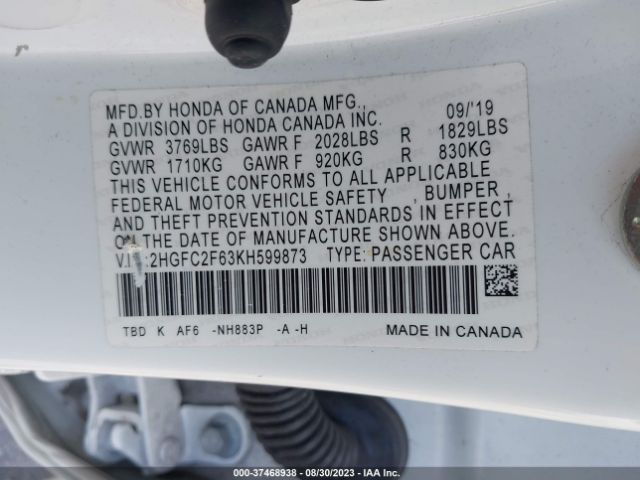 MFD.BY HONDA OF CANADA MFG., 09/'19
A DIVISION OF HONDA CANADA INC.
GVWR 3769LBS GAWR F 2028LBS R 1829LBS
GVWR 1710KG GAWR F 920KG R 830KG
THIS VEHICLE CONFORMS TO ALL APPLICABLE
FEDERAL MOTOR VEHICLE SAFETY , BUMPER ,
AND THEFT PREVENTION STANDARDS IN EFFECT
ON THE DATE OF MANUFACTURE SHOWN ABOVE.
2HGFC2F63KH599873 TYPE: PASSENGER CAR
TBD K AF6 -NH883P -A -H MADE IN CANADA
000-37468938 - 08/30/2023 - IAA Inc.